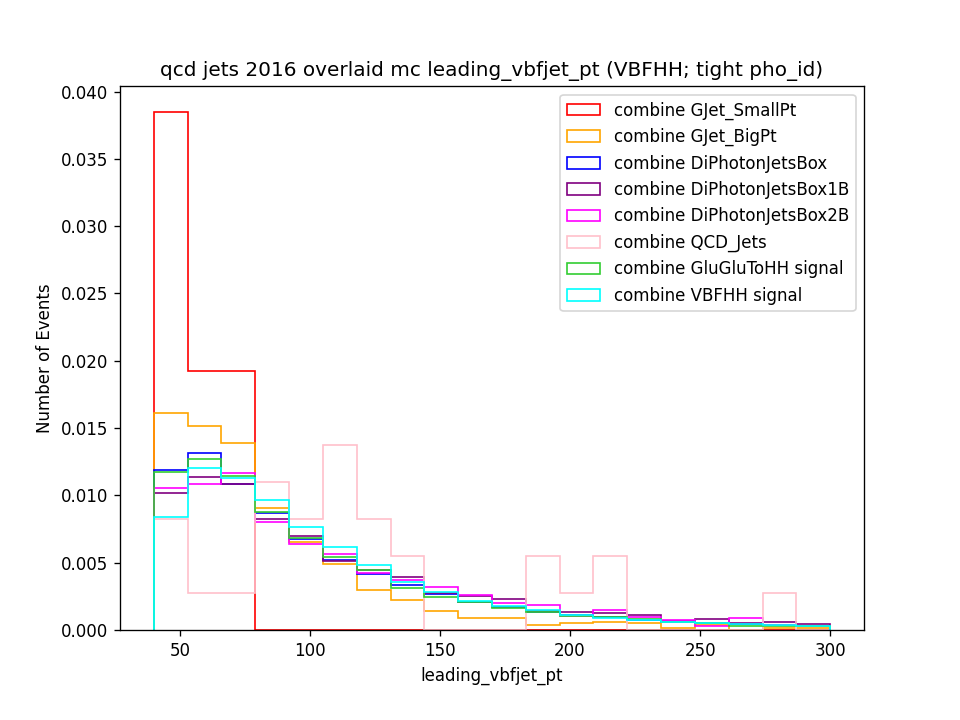 qcd jets 2016 overlaid mc leading_vbfjet_pt (VBFHH; tight pho_id)
0.040
0.035
0.030
0.025
0.020
0.015
0.010
0.005
0.000
Number of Events
combine GJet_SmallPt
combine GJet_BigPt
combine DiPhotonJetsBox
combine DiPhotonJetsBox1B
combine DiPhotonJetsBox2B
combine QCD_Jets
combine GluGluToHH signal
combine VBFHH signal
50
100
150
200
250
300
leading_vbfjet_pt